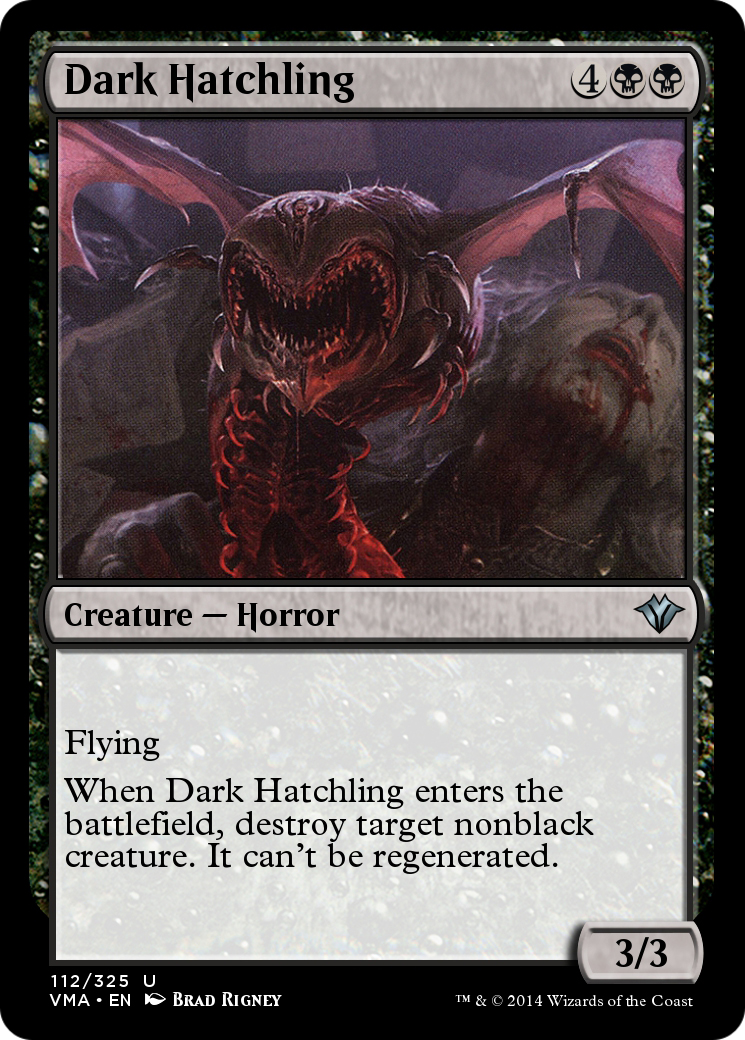 Dark Hatchling 4
Creature — Horror
Flying
When Dark Hatchling enters the
battlefield, destroy target nonblack
creature. It can't be regenerated.
3/3
112/325 U
VMA • EN Brad Rigney
™ & © 2014 Wizards of the Coast